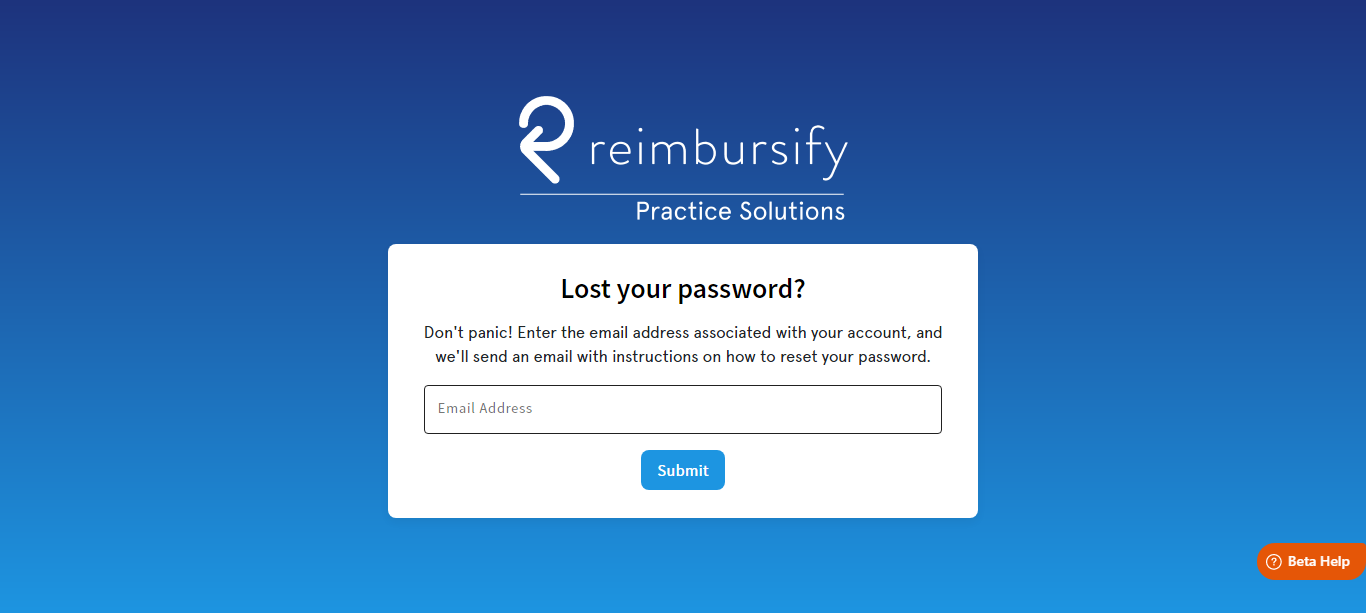 reimbursify
Practice Solutions
Lost your password?
Don't panic! Enter the email address associated with your account, and
we'll send an email with instructions on how to reset your password.
Email Address
Submit
Beta Help